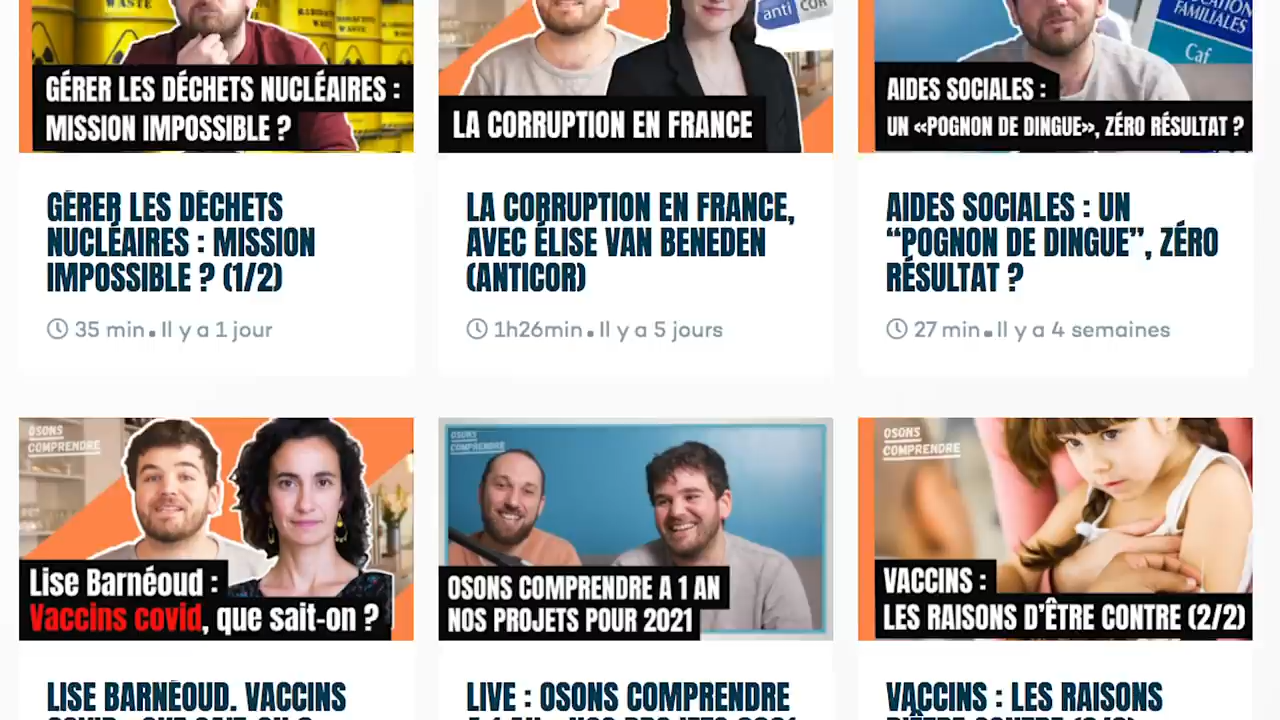 WASTE
WASTE
anti COR
FAMILIALES
Caf
GÉRER LES DÉCHETS NUCLÉAIRES :
MISSION IMPOSSIBLE ?
LA CORRUPTION EN FRANCE
AIDES SOCIALES :
UN «POGNON DE DINGUE», ZÉRO RÉSULTAT ?
GÉRER LES DÉCHETS
NUCLÉAIRES : MISSION
IMPOSSIBLE ? (1/2)
35 min . Il y a 1 jour
LA CORRUPTION EN FRANCE,
AVEC ÉLISE VAN BENEDEN
(ANTICOR)
1h26min . Il y a 5 jours
AIDES SOCIALES : UN
“POGNON DE DINGUE”, ZÉRO
RÉSULTAT ?
27 min . Il y a 4 semaines
OSONS
COMPRENDRE
Lise Barnéoud :
Vaccins covid, que sait-on ?
OSONS
COMPRENDRE
OSONS COMPRENDRE A 1 AN
NOS PROJETS POUR 2021
OSONS
COMPRENDRE
VACCINS :
LES RAISONS D'ÊTRE CONTRE (2/2)
LISE BARNÉOUD. VACCINS
LIVE : OSONS COMPRENDRE
VACCINS : LES RAISONS